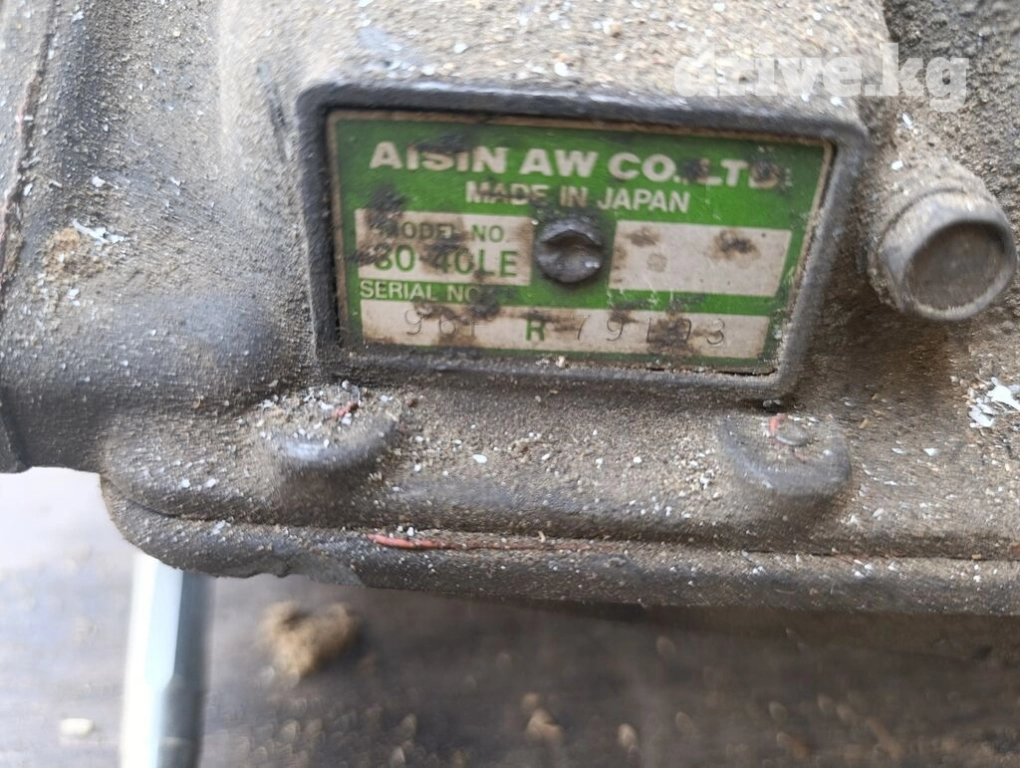 drive.kg
AISIN AW CO., LTD.
MADE IN JAPAN
MODEL NO
30-40LE
SERIAL NO
R